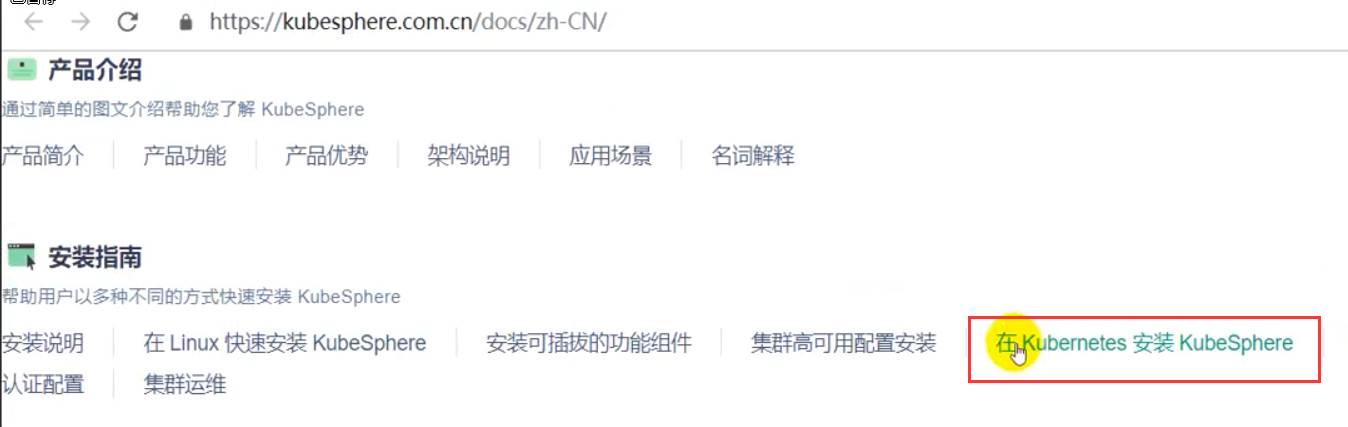 https://kubesphere.com.cn/docs/zh-CN/
产品介绍
通过简单的图文介绍帮助您了解 KubeSphere
产品简介 产品功能 产品优势 架构说明 应用场景 名词解释
安装指南
帮助用户以多种不同的方式快速安装 KubeSphere
安装说明 在 Linux 快速安装 KubeSphere 安装可插拔的功能组件 集群高可用配置安装 在 Kubernetes 安装 KubeSphere
认证配置 集群运维